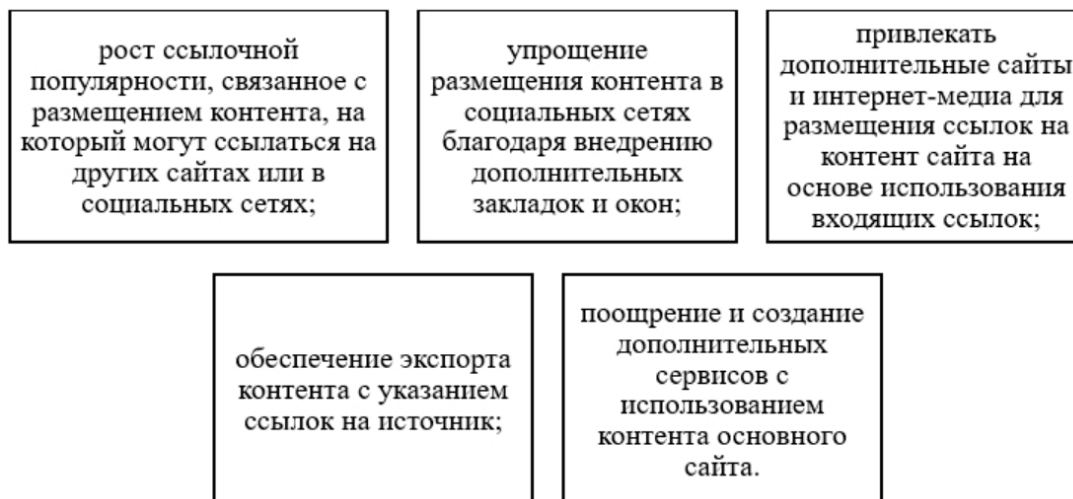 рост ссылочной
популярности, связанное с
размещением контента, на
который могут ссылаться на
других сайтах или в
социальных сетях;
упрощение
размещения контента в
социальных сетях
благодаря внедрению
дополнительных
закладок и окон;
привлекать
дополнительные сайты
и интернет-медиа для
размещения ссылок на
контент сайта на
основе использования
входящих ссылок;
обеспечение экспорта
контента с указанием
ссылок на источник;
поощрение и создание
дополнительных
сервисов с
использованием
контента основного
сайта.